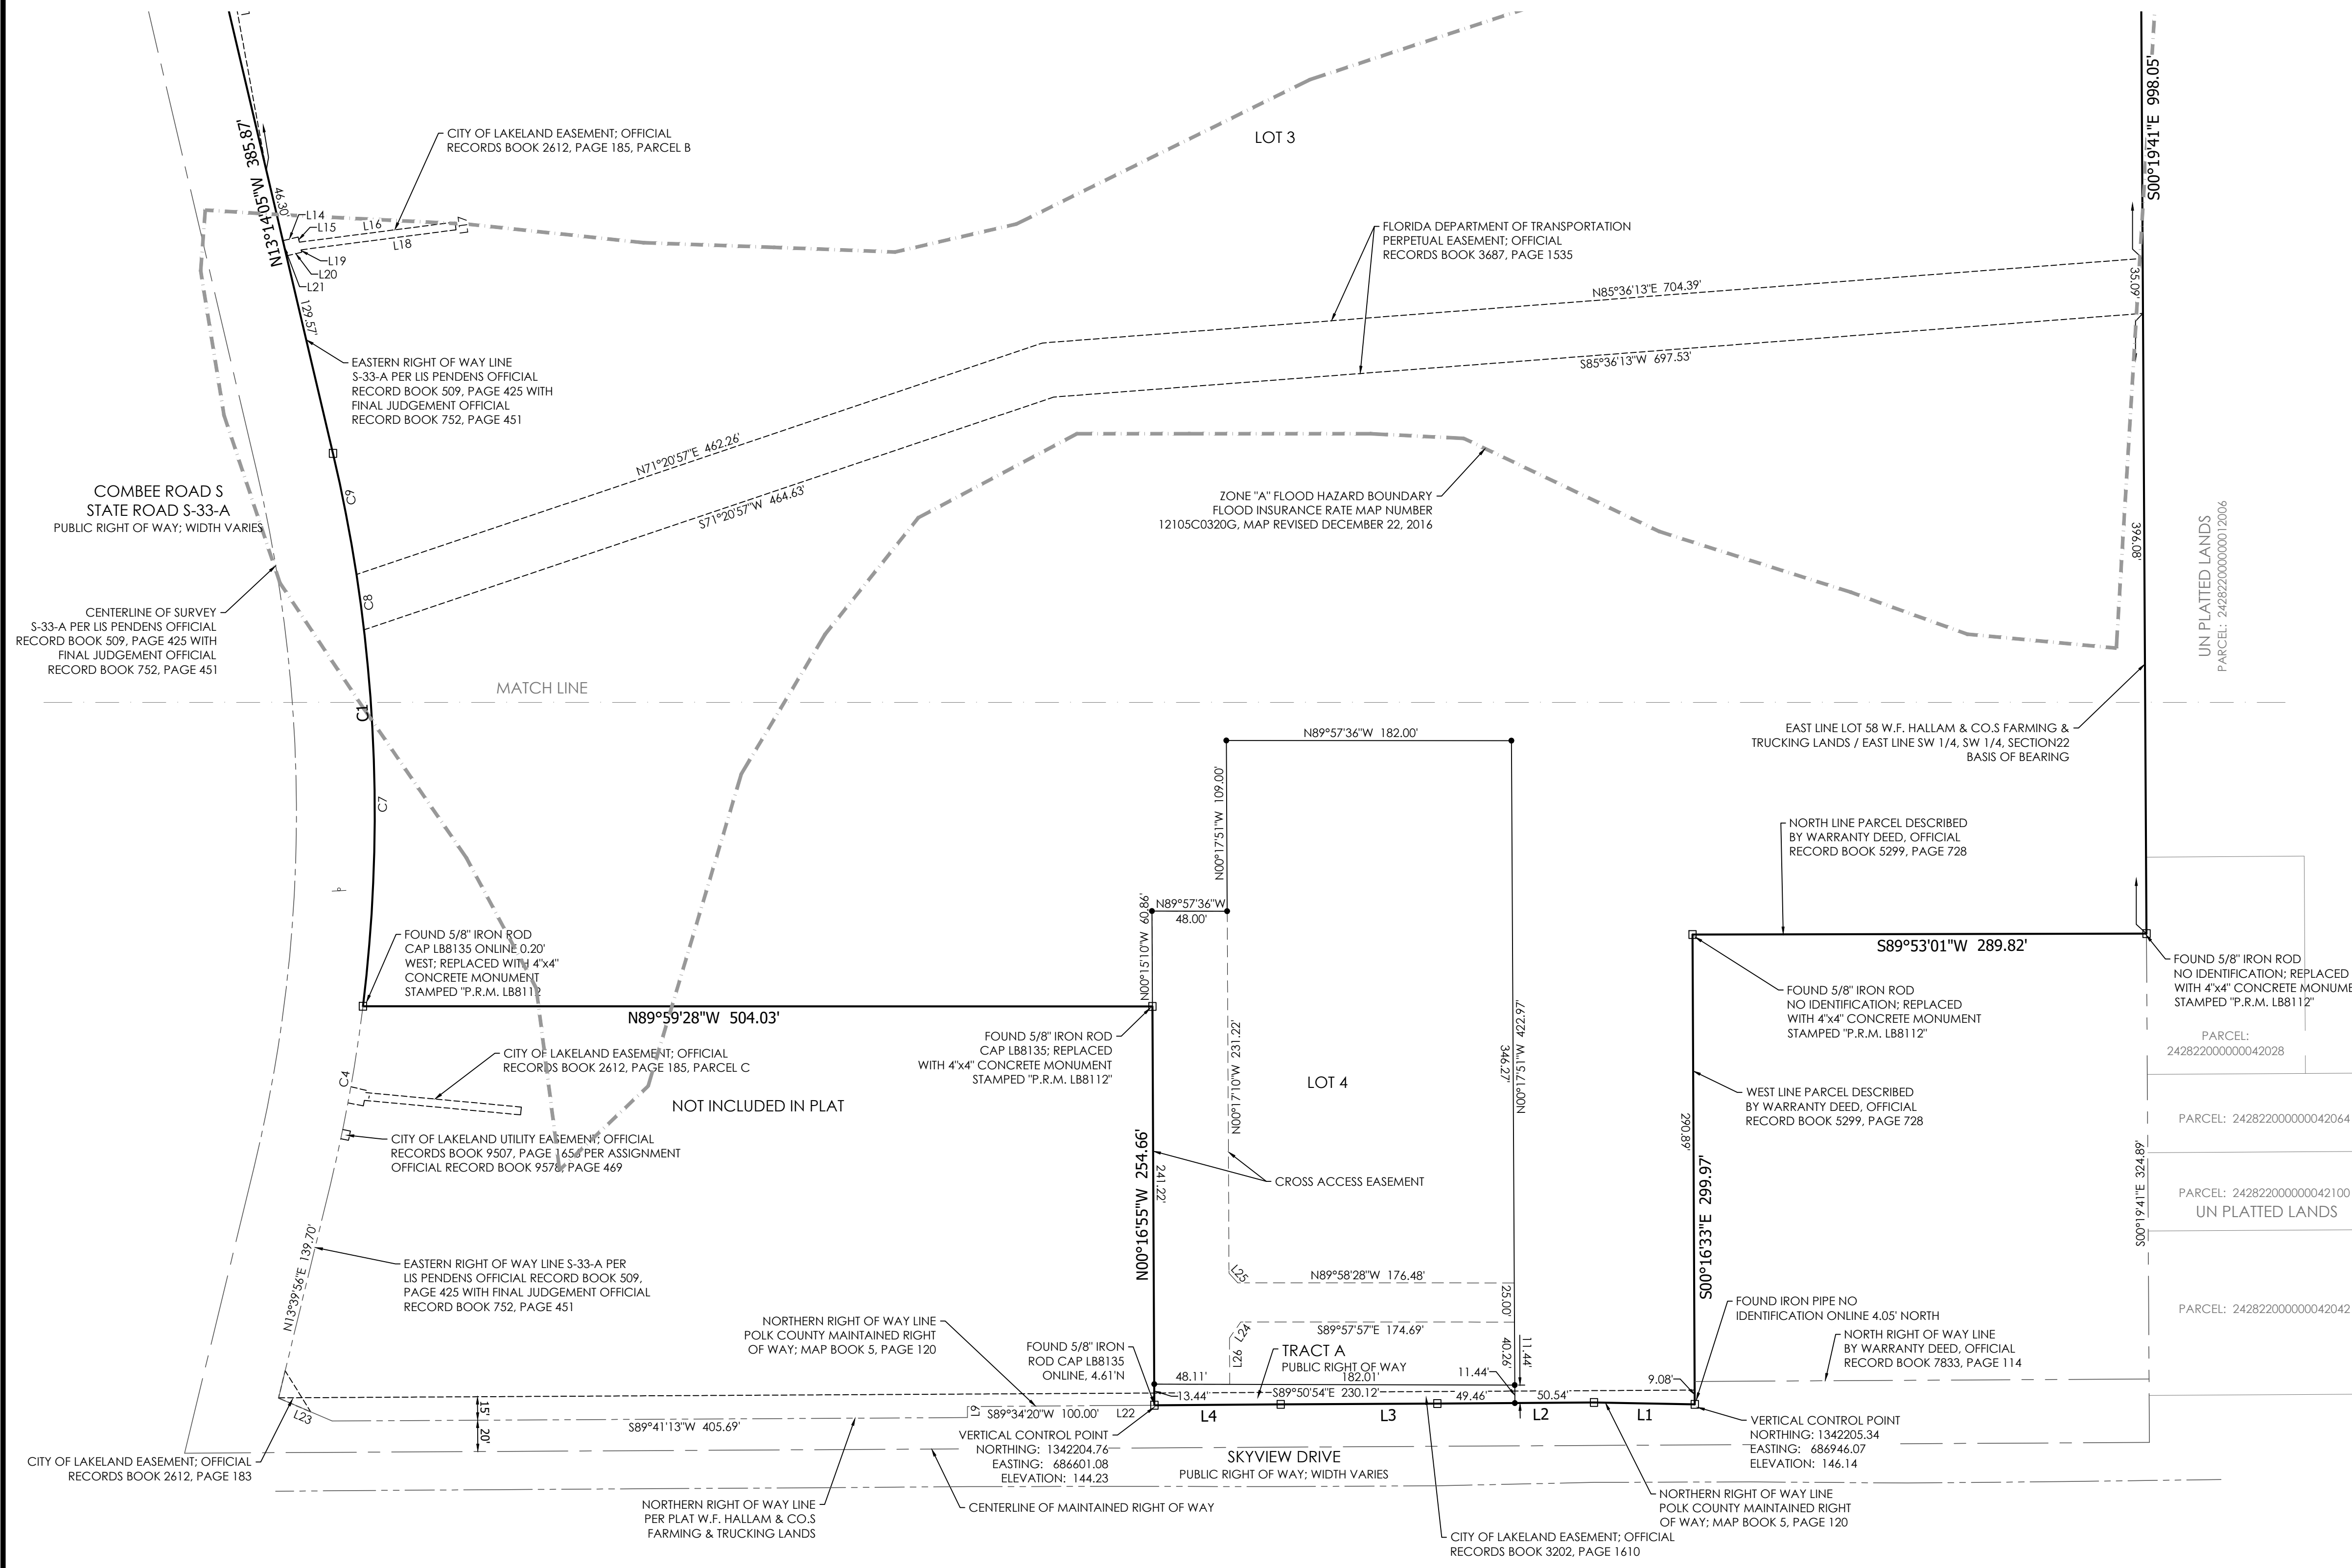 CITY OF LAKELAND EASEMENT; OFFICIAL
RECORDS BOOK 2612, PAGE 185, PARCEL B
LOT 3
S00°19'41"E 998.05'
N13°14'05"W 385.87'
46.30'
L14
L15
L16
L18
L19
L20
L21
129.57'
FLORIDA DEPARTMENT OF TRANSPORTATION
PERPETUAL EASEMENT; OFFICIAL
RECORDS BOOK 3687, PAGE 1535
N85°36'13"E 704.39'
35.09'
S85°36'13"W 697.53'
EASTERN RIGHT OF WAY LINE
S-33-A PER LIS PENDENS OFFICIAL
RECORD BOOK 509, PAGE 425 WITH
FINAL JUDGEMENT OFFICIAL
RECORD BOOK 752, PAGE 451
N71°20'57"E 462.26'
S71°20'57"W 464.63'
C9
COMBEE ROAD S
STATE ROAD S-33-A
PUBLIC RIGHT OF WAY; WIDTH VARIES
ZONE "A" FLOOD HAZARD BOUNDARY
FLOOD INSURANCE RATE MAP NUMBER
12105C0320G, MAP REVISED DECEMBER 22, 2016
396.08'
UN PLATTED LANDS
PARCEL: 242822000000012006
C8
CENTERLINE OF SURVEY
S-33-A PER LIS PENDENS OFFICIAL
RECORD BOOK 509, PAGE 425 WITH
FINAL JUDGEMENT OFFICIAL
RECORD BOOK 752, PAGE 451
MATCH LINE
C1
EAST LINE LOT 58 W.F. HALLAM & CO.S FARMING &
TRUCKING LANDS / EAST LINE SW 1/4, SW 1/4, SECTION22
BASIS OF BEARING
N89°57'36"W 182.00'
C7
N00°17'51"W 109.00'
NORTH LINE PARCEL DESCRIBED
BY WARRANTY DEED, OFFICIAL
RECORD BOOK 5299, PAGE 728
N89°57'36"W
48.00'
N00°15'10"W 60.86'
FOUND 5/8" IRON ROD
CAP LB8135 ONLINE 0.20'
WEST; REPLACED WITH 4"x4"
CONCRETE MONUMENT
STAMPED "P.R.M. LB8112
S89°53'01"W 289.82'
FOUND 5/8" IRON ROD
NO IDENTIFICATION; REPLACED
WITH 4"x4" CONCRETE MONUME
STAMPED "P.R.M. LB8112"
N89°59'28"W 504.03'
FOUND 5/8" IRON ROD
CAP LB8135; REPLACED
WITH 4"x4" CONCRETE MONUMENT
STAMPED "P.R.M. LB8112"
FOUND 5/8" IRON ROD
NO IDENTIFICATION; REPLACED
WITH 4"x4" CONCRETE MONUMENT
STAMPED "P.R.M. LB8112"
PARCEL:
242822000000042028
CITY OF LAKELAND EASEMENT; OFFICIAL
RECORDS BOOK 2612, PAGE 185, PARCEL C
C4
NOT INCLUDED IN PLAT
N00°17'10"W 231.22'
LOT 4
346.27'
N00°17'51"W 422.97'
WEST LINE PARCEL DESCRIBED
BY WARRANTY DEED, OFFICIAL
RECORD BOOK 5299, PAGE 728
290.89'
PARCEL: 242822000000042064
CITY OF LAKELAND UTILITY EASEMENT; OFFICIAL
RECORDS BOOK 9507, PAGE 1656 PER ASSIGNMENT
OFFICIAL RECORD BOOK 9578, PAGE 469
N00°16'55"W 254.66'
241.22'
CROSS ACCESS EASEMENT
S00°16'33"E 299.97'
S00°19'41"E 324.89'
PARCEL: 242822000000042100
UN PLATTED LANDS
N13°39'56"E 139.70'
EASTERN RIGHT OF WAY LINE S-33-A PER
LIS PENDENS OFFICIAL RECORD BOOK 509,
PAGE 425 WITH FINAL JUDGEMENT OFFICIAL
RECORD BOOK 752, PAGE 451
L25
N89°58'28"W 176.48'
25.00'
FOUND IRON PIPE NO
IDENTIFICATION ONLINE 4.05' NORTH
PARCEL: 242822000000042042
NORTHERN RIGHT OF WAY LINE
POLK COUNTY MAINTAINED RIGHT
OF WAY; MAP BOOK 5, PAGE 120
FOUND 5/8" IRON
ROD CAP LB8135
ONLINE, 4.61'N
L24
S89°57'57"E 174.69'
L26
TRACT A
PUBLIC RIGHT OF WAY
40.26'
11.44'
NORTH RIGHT OF WAY LINE
BY WARRANTY DEED, OFFICIAL
RECORD BOOK 7833, PAGE 114
48.11'
182.01'
11.44'
9.08'
13.44'
S89°50'54"E 230.12'
49.46'
50.54'
L23
15'
20'
S89°41'13"W 405.69'
S89°34'20"W 100.00'
L22
L4
L3
L2
L1
VERTICAL CONTROL POINT
NORTHING: 1342204.76
EASTING: 686601.08
ELEVATION: 144.23
VERTICAL CONTROL POINT
NORTHING: 1342205.34
EASTING: 686946.07
ELEVATION: 146.14
CITY OF LAKELAND EASEMENT; OFFICIAL
RECORDS BOOK 2612, PAGE 183
SKYVIEW DRIVE
PUBLIC RIGHT OF WAY; WIDTH VARIES
NORTHERN RIGHT OF WAY LINE
PER PLAT W.F. HALLAM & CO.S
FARMING & TRUCKING LANDS
CENTERLINE OF MAINTAINED RIGHT OF WAY
NORTHERN RIGHT OF WAY LINE
POLK COUNTY MAINTAINED RIGHT
OF WAY; MAP BOOK 5, PAGE 120
CITY OF LAKELAND EASEMENT; OFFICIAL
RECORDS BOOK 3202, PAGE 1610